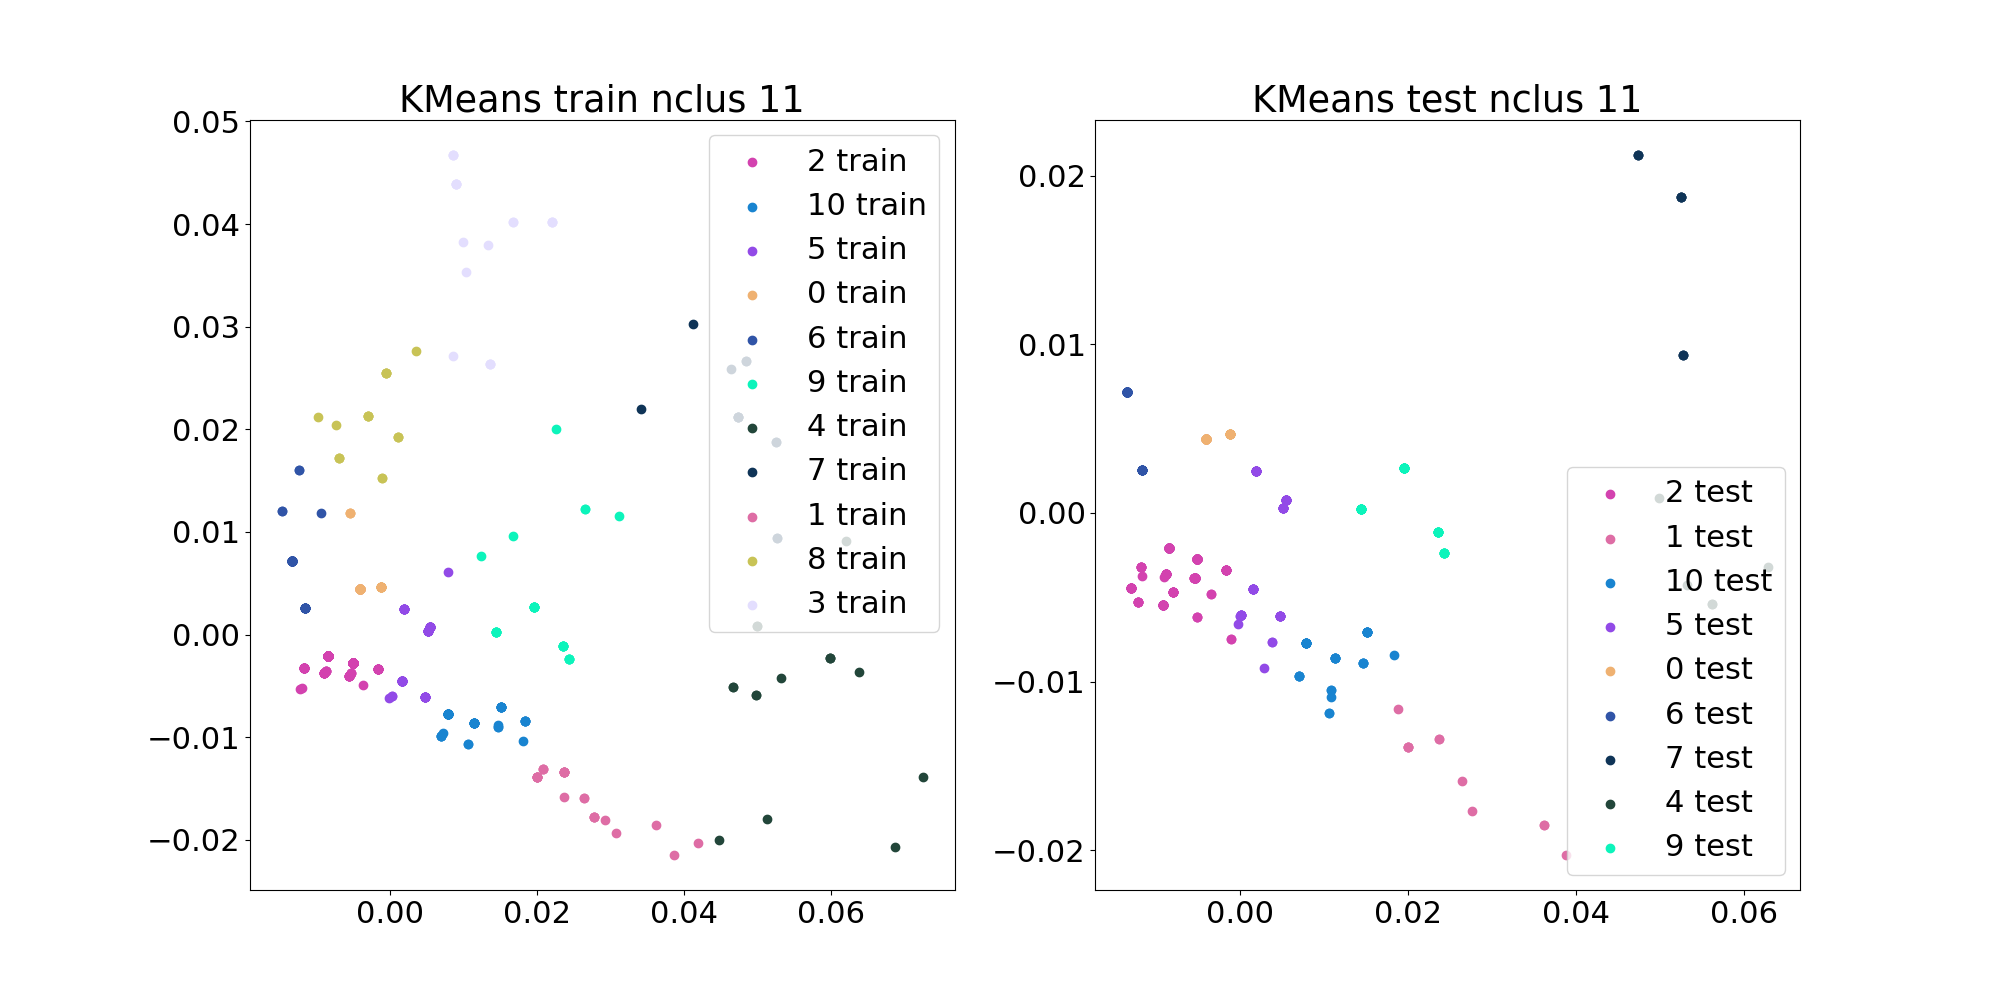 KMeans train nclus 11
0.05
0.04
0.03
0.02
0.01
0.00
−0.01
−0.02
0.00
0.02
0.04
0.06
2 train
10 train
5 train
0 train
6 train
9 train
4 train
7 train
1 train
8 train
3 train
KMeans test nclus 11
0.02
0.01
0.00
−0.01
−0.02
0.00
0.02
0.04
0.06
2 test
1 test
10 test
5 test
0 test
6 test
7 test
4 test
9 test